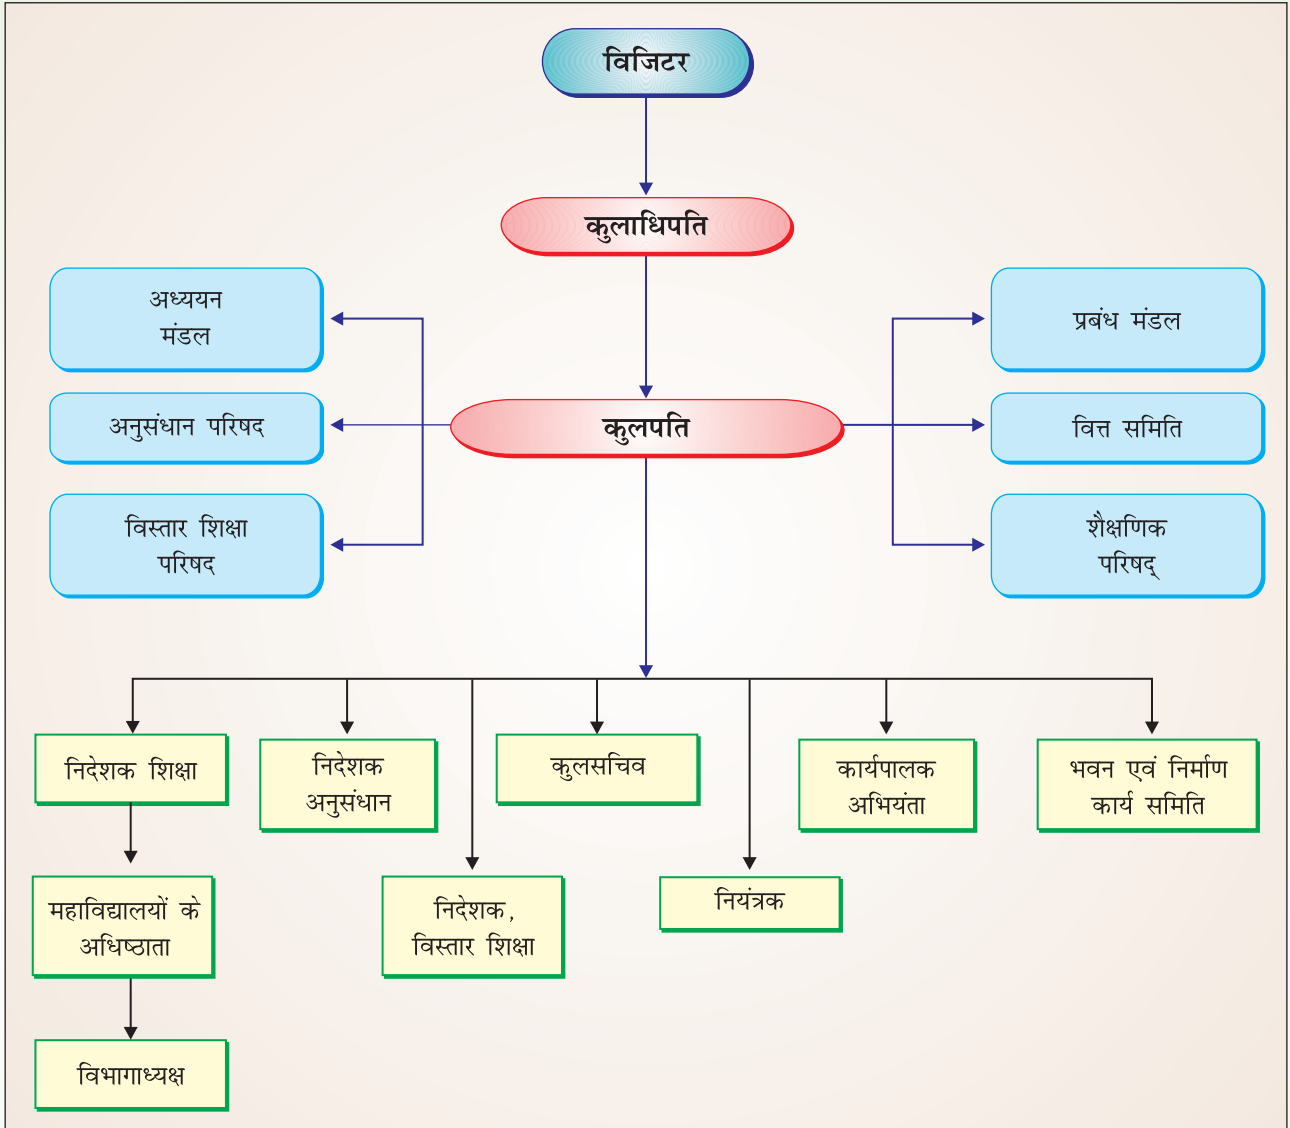 विजिटर
कुलाधिपति
अध्ययन
मंडल
प्रबंध मंडल
अनुसंधान परिषद
कुलपति
वित्त समिति
विस्तार शिक्षा
परिषद
शैक्षणिक
परिषद्
निदेशक शिक्षा
निदेशक
अनुसंधान
कुलसचिव
कार्यपालक
अभियंता
भवन एवं निर्माण
कार्य समिति
महाविद्यालयों के
अधिष्ठाता
निदेशक,
विस्तार शिक्षा
नियंत्रक
विभागाध्यक्ष